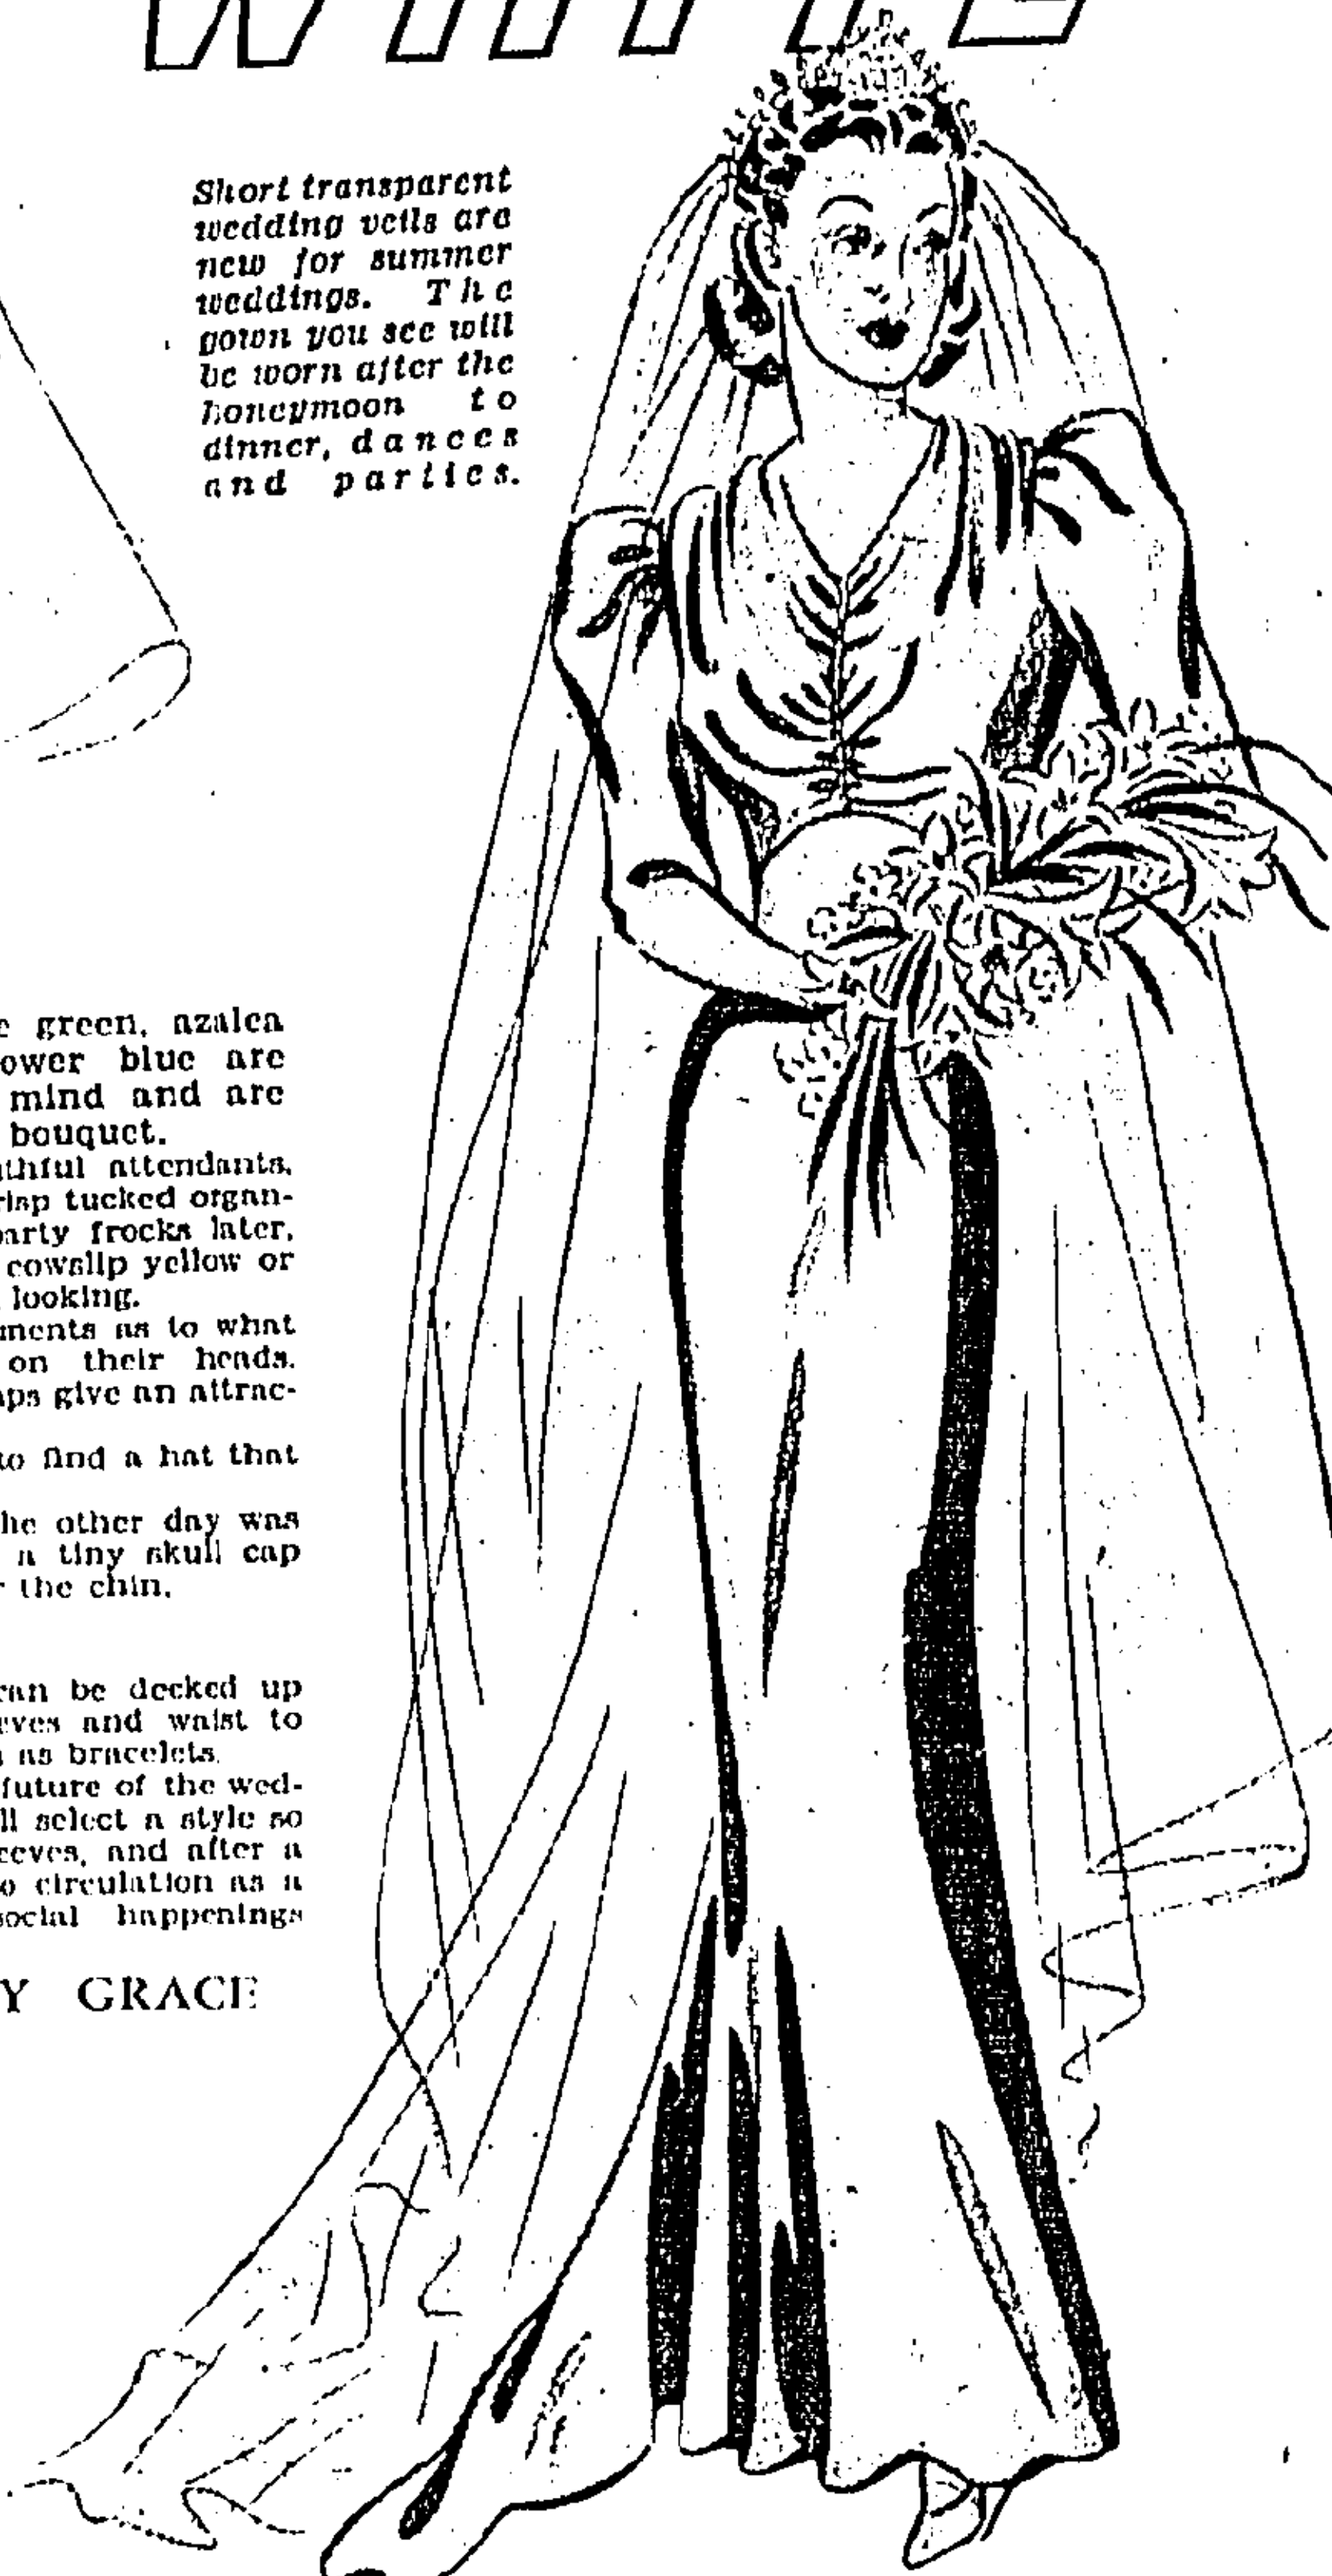 WHITE
Short transparent
wedding veils are
new for summer
weddings. The
gown you see will
be worn after the
honeymoon to
dinner, dances
and parties.
green, azalea
ower blue are
mind and are
bouquet.
thful attendants,
risp tucked organ-
party frocks later,
cowslip yellow or
looking.
ments as to what
on their heads.
aps give an attrac-
to find a hat that
he other day was
a tiny skull cap
the chin.
can be decked up
eves and waist to
as bracelets.
future of the wed-
ll select a style so
eeves, and after a
o circulation as a
social happenings
Y GRACE